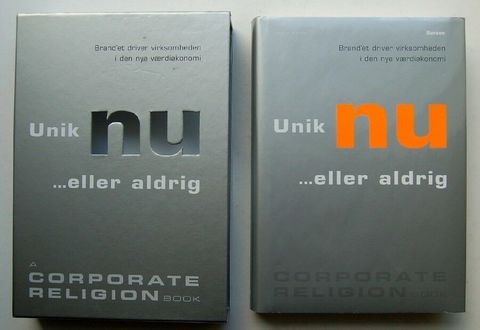 Brand'et driver virksomheden
i den nye værdiøkonomi
Unik nu
...eller aldrig
A
CORPORATE
RELIGION BOOK
Børsen
Brand'et driver virksomheden
i den nye værdiøkonomi
Unik nu
...eller aldrig
A
CORPORATE
RELIGION BOOK